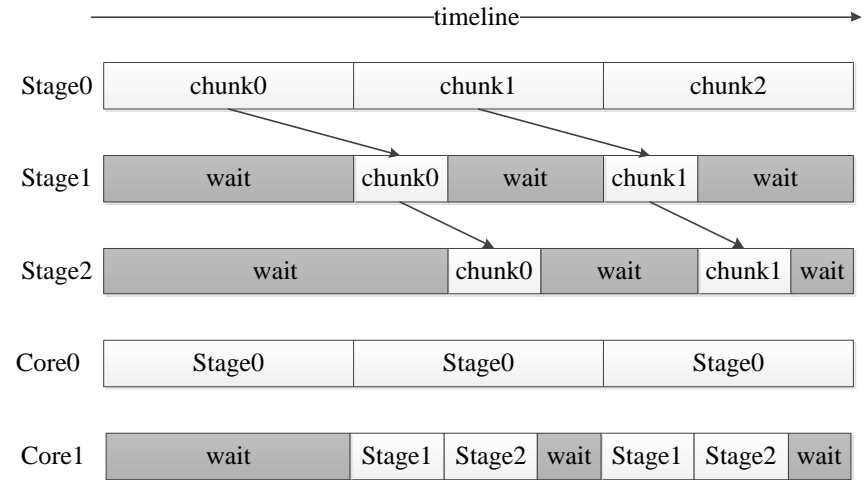 timeline
Stage0 chunk0 chunk1 chunk2
Stage1 wait chunk0 wait chunk1 wait
Stage2 wait chunk0 wait chunk1 wait
Core0 Stage0 Stage0 Stage0
Core1 wait Stage1 Stage2 wait Stage1 Stage2 wait